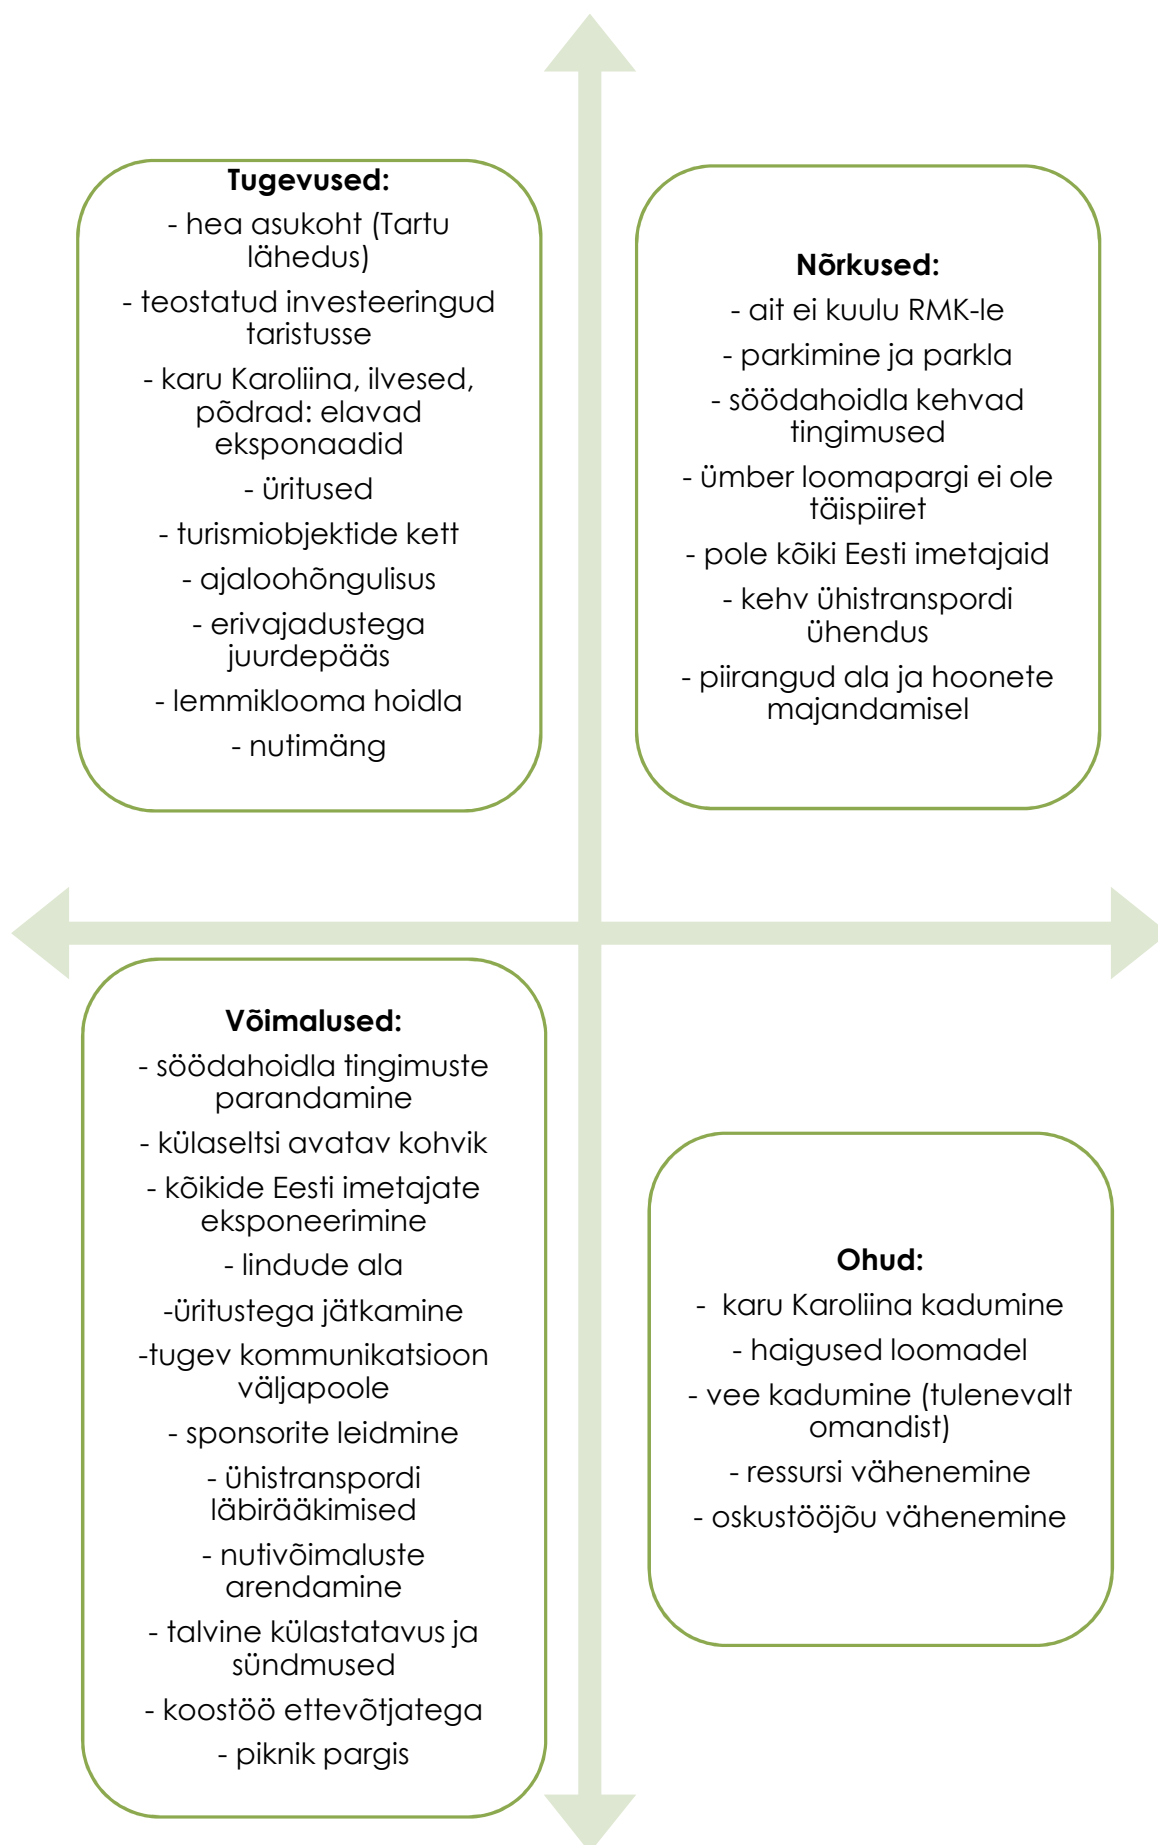 Tugevused:
- hea asukoht (Tartu
lähedus)
- teostatud investeeringud
taristusse
- karu Karoliina, ilvesed,
põdrad: elavad
eksponaadid
- üritused
- turismiobjektide kett
- ajaloohõngulisus
- erivajadustega
juurdepääs
- lemmiklooma hoidla
- nutimäng
Nõrkused:
- ait ei kuulu RMK-le
- parkimine ja parkla
- söödahoidla kehvad
tingimused
- ümber loomapargi ei ole
täispiiret
- pole kõiki Eesti imetajaid
- kehv ühistranspordi
ühendus
- piirangud ala ja hoonete
majandamisel
Võimalused:
- söödahoidla tingimuste
parandamine
- külaseltsi avatav kohvik
- kõikide Eesti imetajate
eksponeerimine
- lindude ala
-üritustega jätkamine
-tugev kommunikatsioon
väljapoole
- sponsorite leidmine
- ühistranspordi
läbirääkimised
- nutivõimaluste
arendamine
- talvine külastatavus ja
sündmused
- koostöö ettevõtjatega
- piknik pargis
Ohud:
- karu Karoliina kadumine
- haigused loomadel
- vee kadumine (tulenevalt
omandist)
- ressursi vähenemine
- oskustööjõu vähenemine